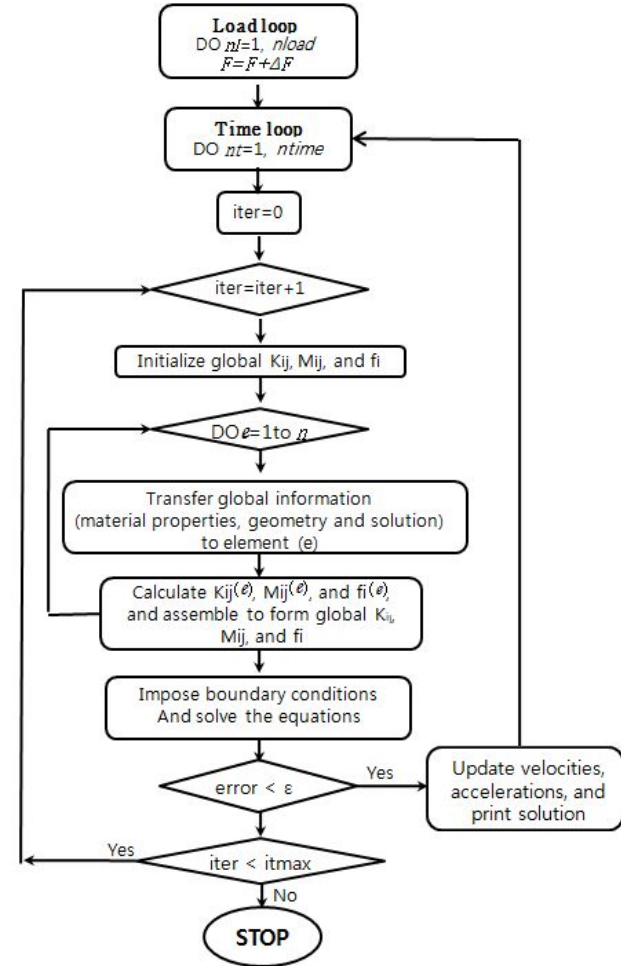 Load loop
DO nl=1, nload
F=F+ΔF
Time loop
DO nt=1, ntime
iter=0
iter=iter+1
Initialize global Kij, Mij, and fi
DO e=1to n
Transfer global information
(material properties, geometry and solution)
to element (e)
Calculate Kij(e), Mij(e), and fi(e),
and assemble to form global Kij,
Mij, and fi
Impose boundary conditions
And solve the equations
error < ε
Yes
Update velocities,
accelerations, and
print solution
Yes
iter < itmax
No
STOP